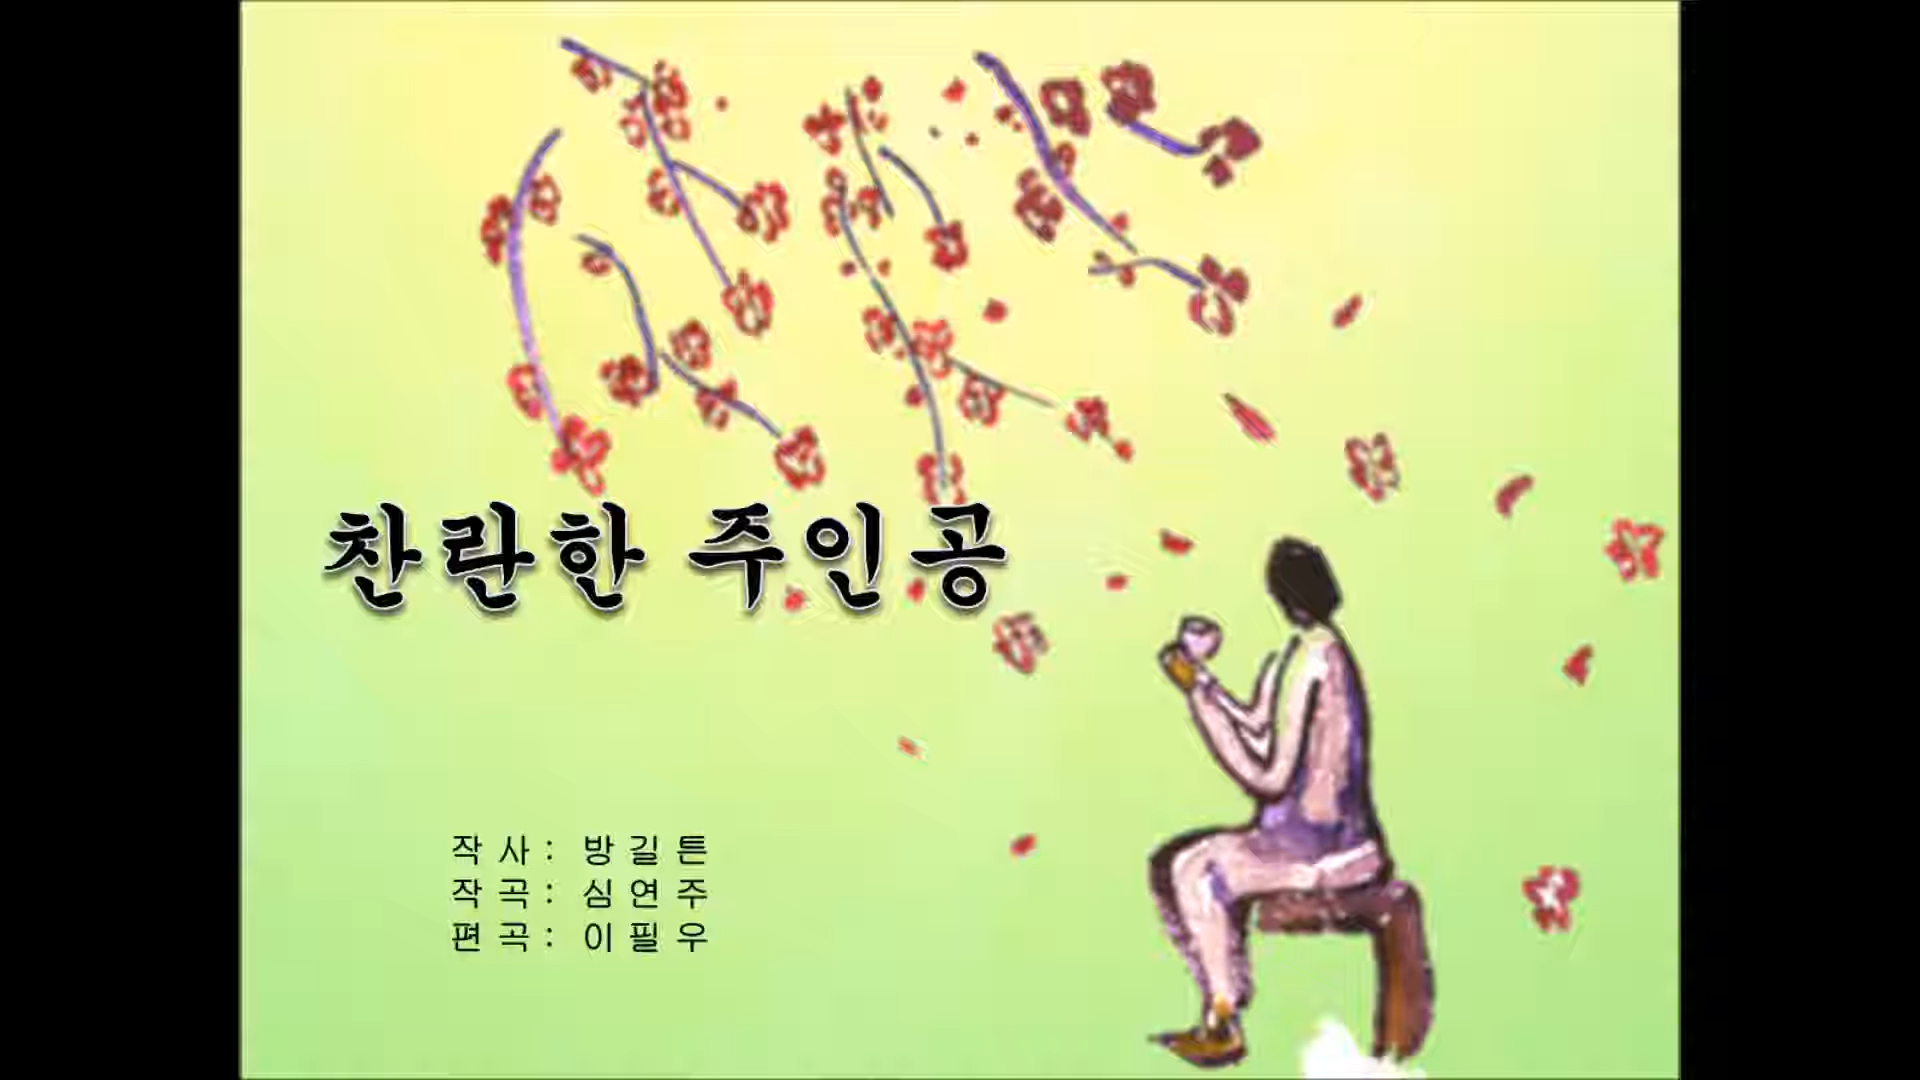 찬란한 주인공
작 사 : 방 길 튼
작 곡 : 심 연 주
편 곡 : 이 필 우